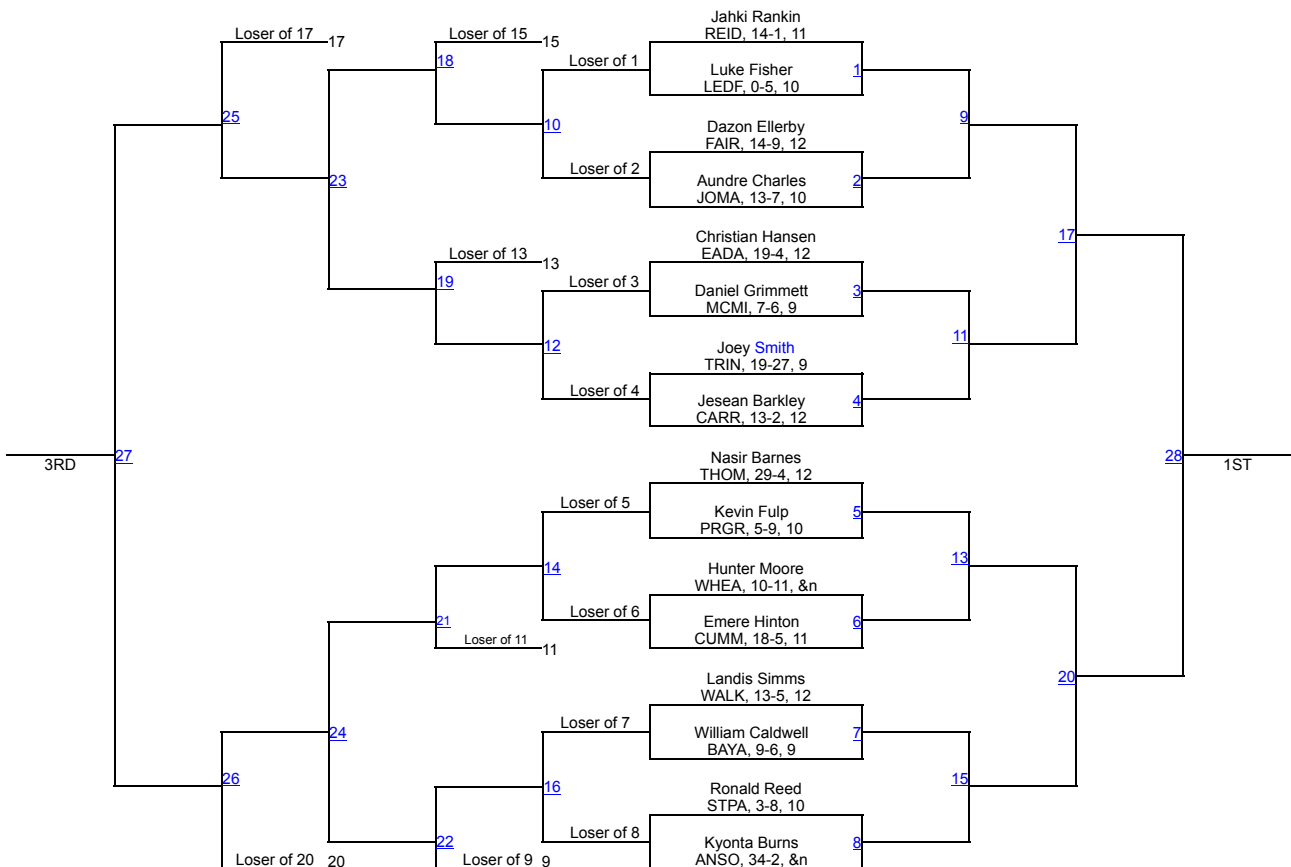 Jahki Rankin
Loser of 17 17
Loser of 15 15
REID, 14-1, 11
18
Loser of 1
Luke Fisher
1
LEDF, 0-5, 10
25
10
9
Dazon Ellerby
FAIR, 14-9, 12
Loser of 2
23
Aundre Charles
2
JOMA, 13-7, 10
Christian Hansen
17
EADA, 19-4, 12
Loser of 13 13
19
Loser of 3
Daniel Grimmett
3
MCMI, 7-6, 9
12
11
Joey Smith
TRIN, 19-27, 9
Loser of 4
Jesean Barkley
4
CARR, 13-2, 12
3RD
27
Nasir Barnes
28
1ST
THOM, 29-4, 12
Loser of 5
Kevin Fulp
5
PRGR, 5-9, 10
14
13
Hunter Moore
WHEA, 10-11, &n
Loser of 6
21
Emere Hinton
6
CUMM, 18-5, 11
Loser of 11 11
Landis Simms
20
WALK, 13-5, 12
Loser of 7
24
William Caldwell
7
BAYA, 9-6, 9
26
16
15
Ronald Reed
STPA, 3-8, 10
Loser of 8
22
Kyonta Burns
8
Loser of 20 20
Loser of 9 9
ANSO, 34-2, &n